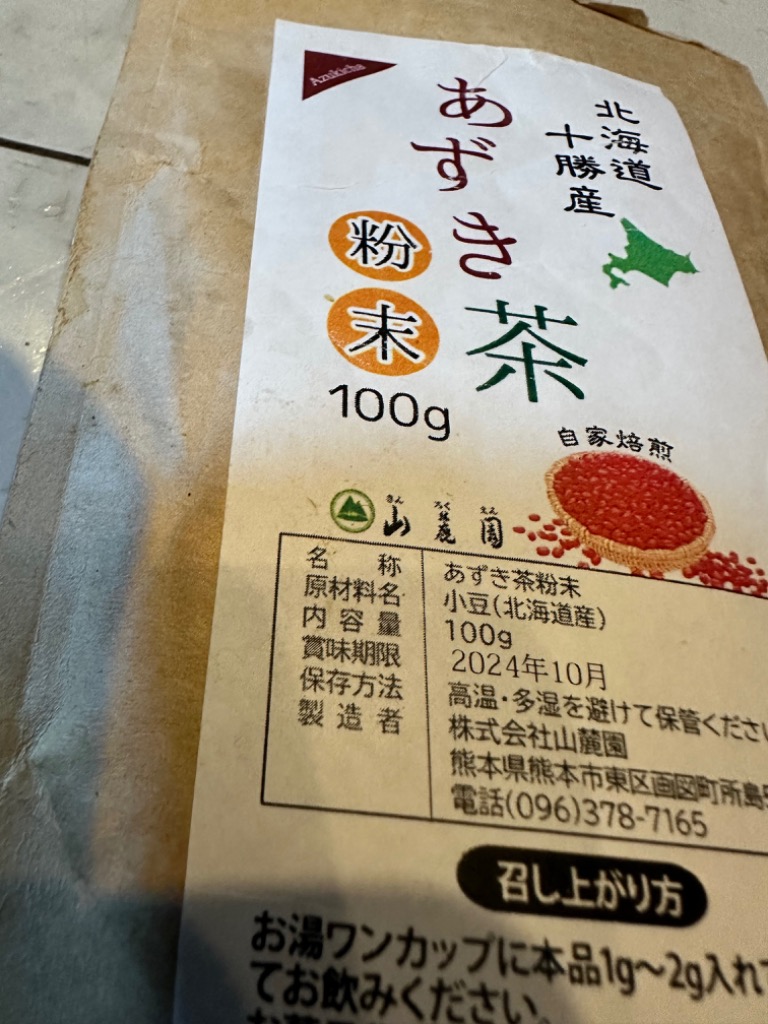 Azukicha
北海道
十勝産
あずき茶
粉末
100g
自家焙煎
さん ろく えん
山麓園
名称 あずき茶粉末
原材料名 小豆(北海道産)
内容量 100g
賞味期限 2024年10月
保存方法 高温・多湿を避けて保管くださ
製造者 株式会社山麓園
熊本県熊本市東区画図町所島
電話(096)378-7165
召し上がり方
お湯ワンカップに本品1g～2g入れ
てお飲みください。